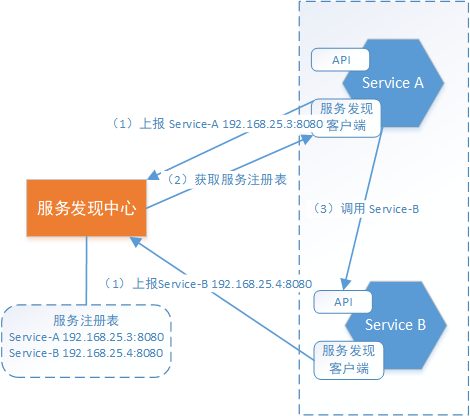 API
Service A
服务发现
客户端
（1）上报 Service-A 192.168.25.3:8080
（2）获取服务注册表
服务发现中心
（3）调用 Service-B
（1）上报Service-B 192.168.25.4:8080
API
Service B
服务发现
客户端
服务注册表
Service-A 192.168.25.3:8080
Service-B 192.168.25.4:8080